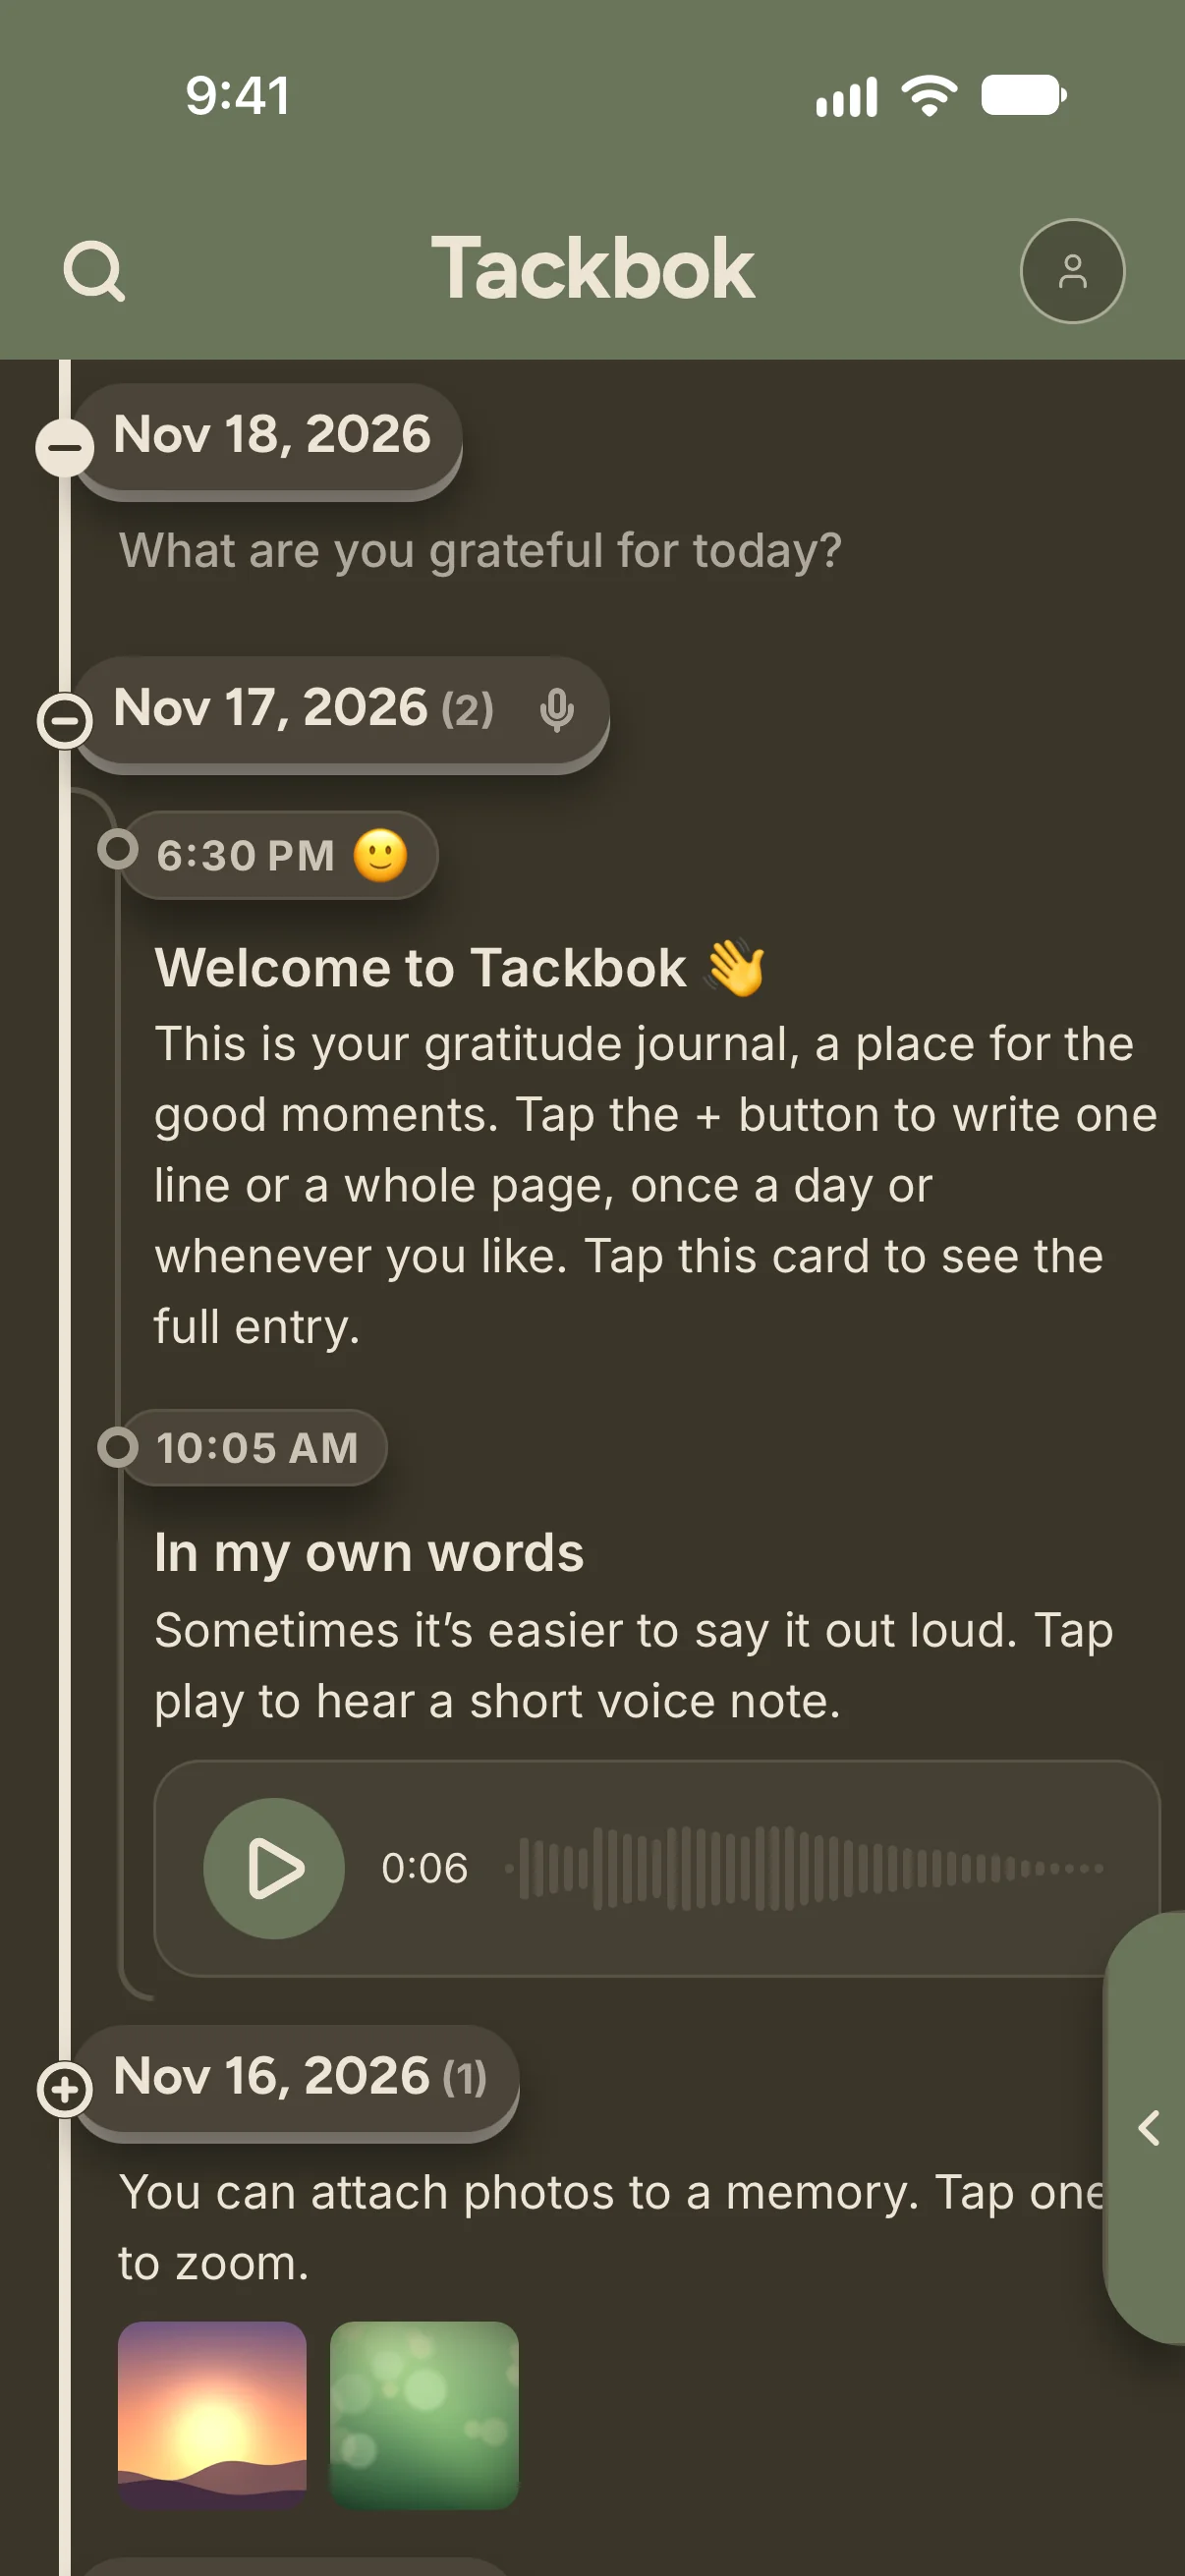 9:41
Tackbok
Nov 18, 2026
What are you grateful for today?
Nov 17, 2026 (2)
6:30 PM 🙂
Welcome to Tackbok 👋
This is your gratitude journal, a place for the
good moments. Tap the + button to write one
line or a whole page, once a day or
whenever you like. Tap this card to see the
full entry.
10:05 AM
In my own words
Sometimes it’s easier to say it out loud. Tap
play to hear a short voice note.
0:06
Nov 16, 2026 (1)
You can attach photos to a memory. Tap one
to zoom.